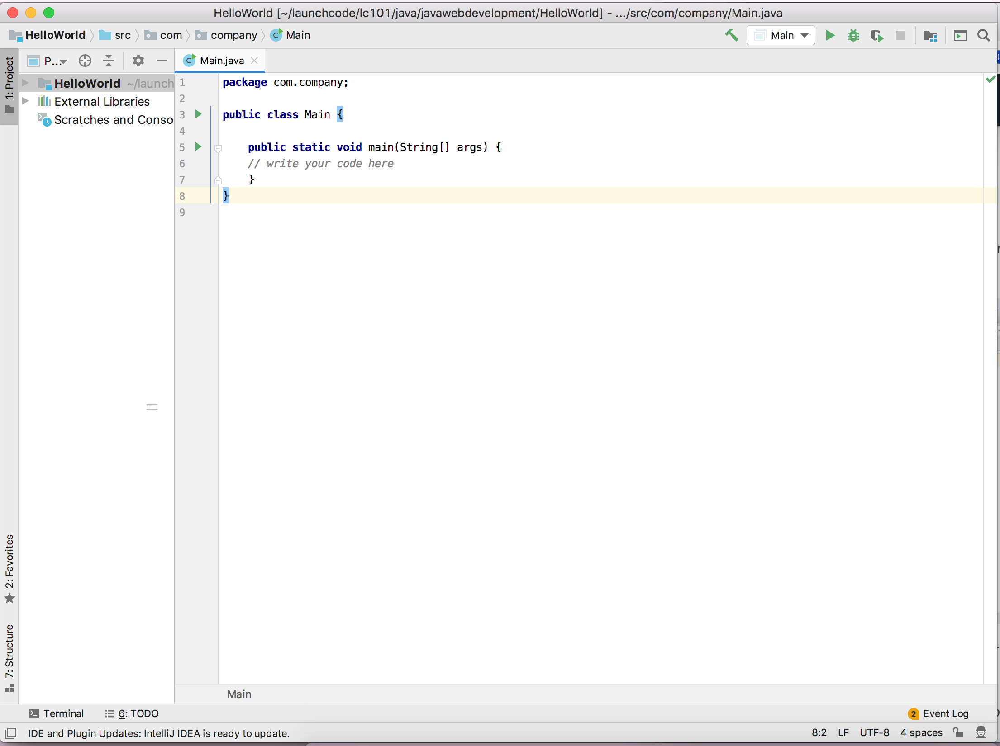 HelloWorld [~/launchcode/lc101/java/javawebdevelopment/HelloWorld] - .../src/com/company/Main.java
HelloWorld src com company Main
Main
1: Project
P...
Main.java
HelloWorld ~/launch
External Libraries
Scratches and Conso
1 package com.company;
2
3 public class Main {
4
5 public static void main(String[] args) {
6 // write your code here
7 }
8 }
9
2: Favorites
7: Structure
Main
Terminal 6: TODO
2 Event Log
IDE and Plugin Updates: IntelliJ IDEA is ready to update.
8:2 LF UTF-8 4 spaces